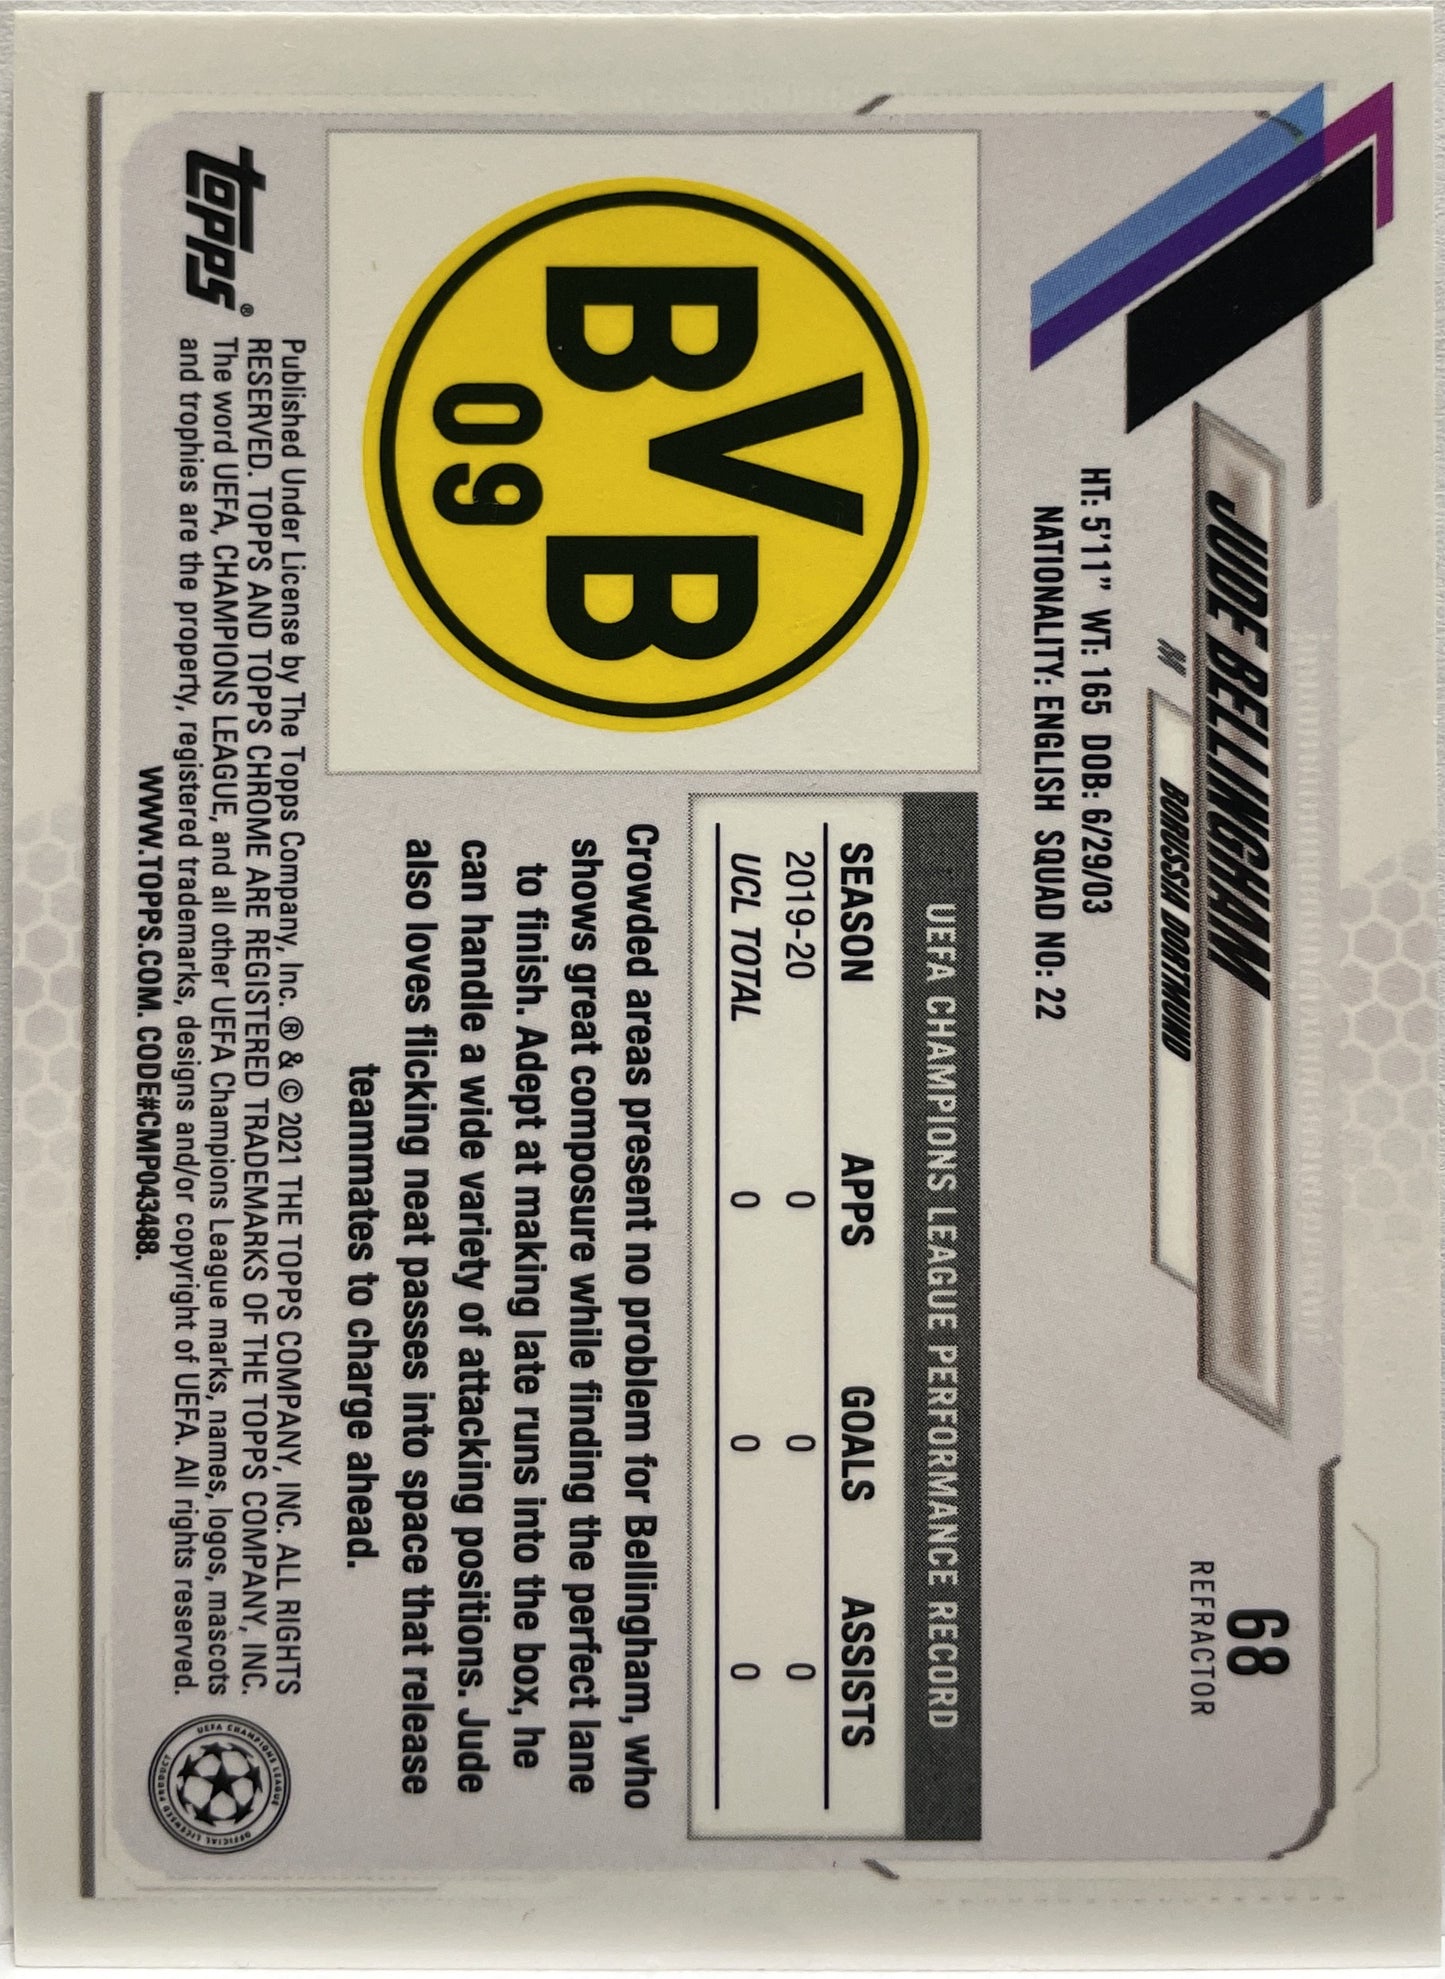 68
REFRACTOR
JUDE BELLINGHAM
M
BORUSSIA DORTMUND
HT: 5'11" WT: 165 DOB: 6/29/03
NATIONALITY: ENGLISH SQUAD NO: 22
BVB
09
UEFA CHAMPIONS LEAGUE PERFORMANCE RECORD
SEASON APPS GOALS ASSISTS
2019-20 0 0 0
UCL TOTAL 0 0 0
Crowded areas present no problem for Bellingham, who
shows great composure while finding the perfect lane
to finish. Adept at making late runs into the box, he
can handle a wide variety of attacking positions. Jude
also loves flicking neat passes into space that release
teammates to charge ahead.
topps®
Published Under License by The Topps Company, Inc. ® & © 2021 THE TOPPS COMPANY, INC. ALL RIGHTS
RESERVED. TOPPS AND TOPPS CHROME ARE REGISTERED TRADEMARKS OF THE TOPPS COMPANY, INC.
The word UEFA, CHAMPIONS LEAGUE, and all other UEFA Champions League marks, names, logos, mascots
and trophies are the property, registered trademarks, designs and/or copyright of UEFA. All rights reserved.
WWW.TOPPS.COM. CODE#CMP043488.
UEFA CHAMPIONS LEAGUE
OFFICIAL LICENSED PRODUCT